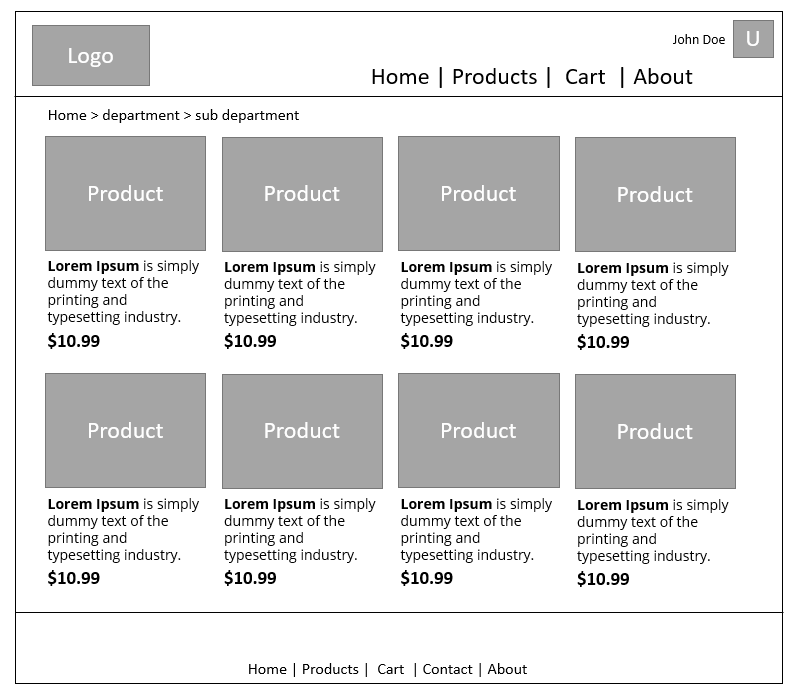 John Doe U
Logo
Home | Products | Cart | About
Home > department > sub department
Product
Lorem Ipsum is simply
dummy text of the
printing and
typesetting industry.
$10.99
Product
Lorem Ipsum is simply
dummy text of the
printing and
typesetting industry.
$10.99
Product
Lorem Ipsum is simply
dummy text of the
printing and
typesetting industry.
$10.99
Product
Lorem Ipsum is simply
dummy text of the
printing and
typesetting industry.
$10.99
Product
Lorem Ipsum is simply
dummy text of the
printing and
typesetting industry.
$10.99
Product
Lorem Ipsum is simply
dummy text of the
printing and
typesetting industry.
$10.99
Product
Lorem Ipsum is simply
dummy text of the
printing and
typesetting industry.
$10.99
Product
Lorem Ipsum is simply
dummy text of the
printing and
typesetting industry.
$10.99
Home | Products | Cart | Contact | About